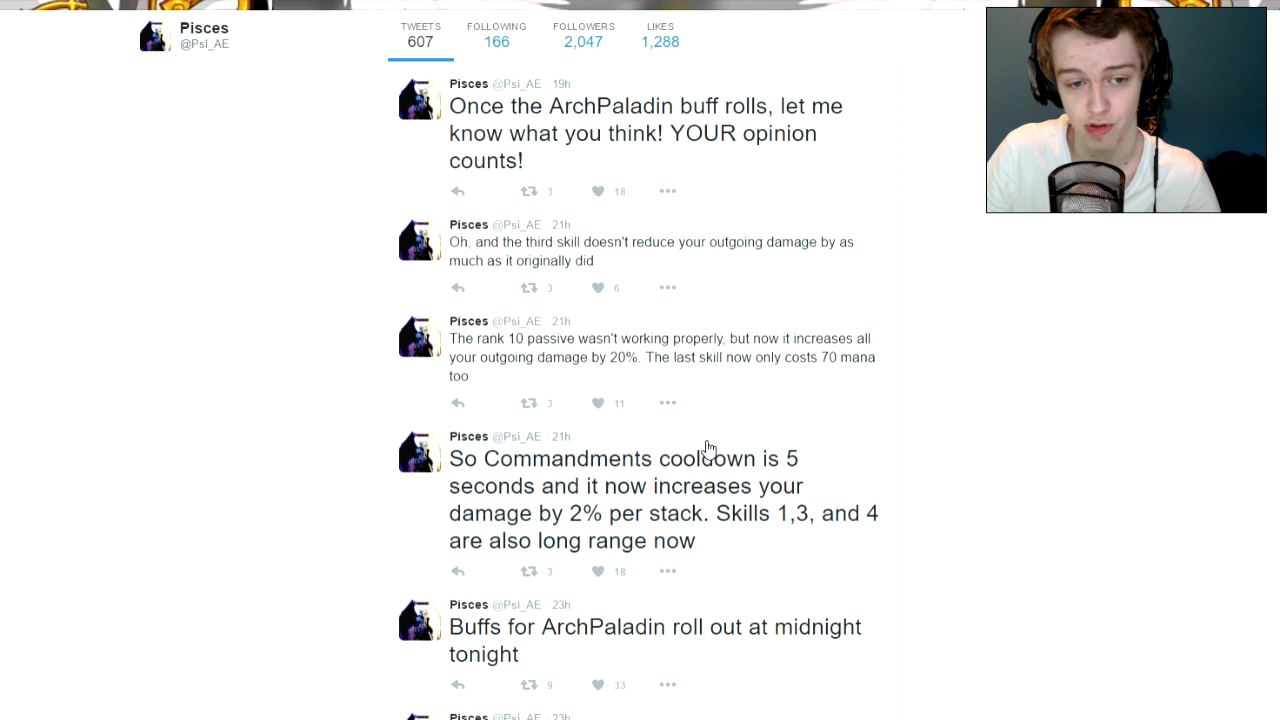 Pisces
@Psi_AE
TWEETS FOLLOWING FOLLOWERS LIKES
607 166 2,047 1,288
Pisces @Psi_AE · 19h
Once the ArchPaladin buff rolls, let me
know what you think! YOUR opinion
counts!
3 18
Pisces @Psi_AE · 21h
Oh, and the third skill doesn't reduce your outgoing damage by as
much as it originally did
3 6
Pisces @Psi_AE · 21h
The rank 10 passive wasn't working properly, but now it increases all
your outgoing damage by 20%. The last skill now only costs 70 mana
too
3 11
Pisces @Psi_AE · 21h
So Commandments cooldown is 5
seconds and it now increases your
damage by 2% per stack. Skills 1,3, and 4
are also long range now
3 18
Pisces @Psi_AE · 23h
Buffs for ArchPaladin roll out at midnight
tonight
9 33
Pisces @Psi_AE · 23h